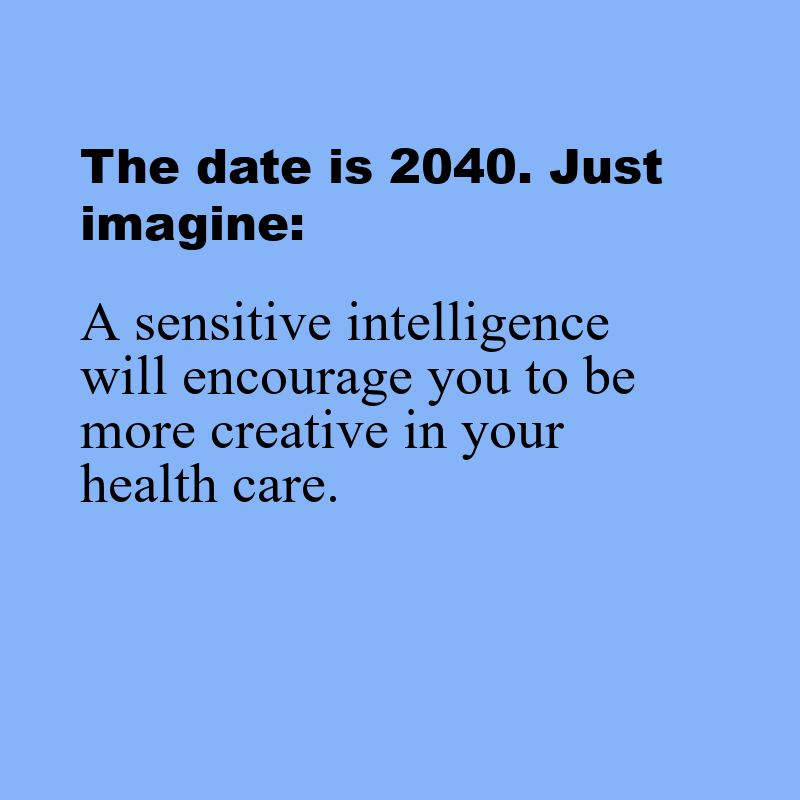 The date is 2040. Just
imagine:
A sensitive intelligence
will encourage you to be
more creative in your
health care.